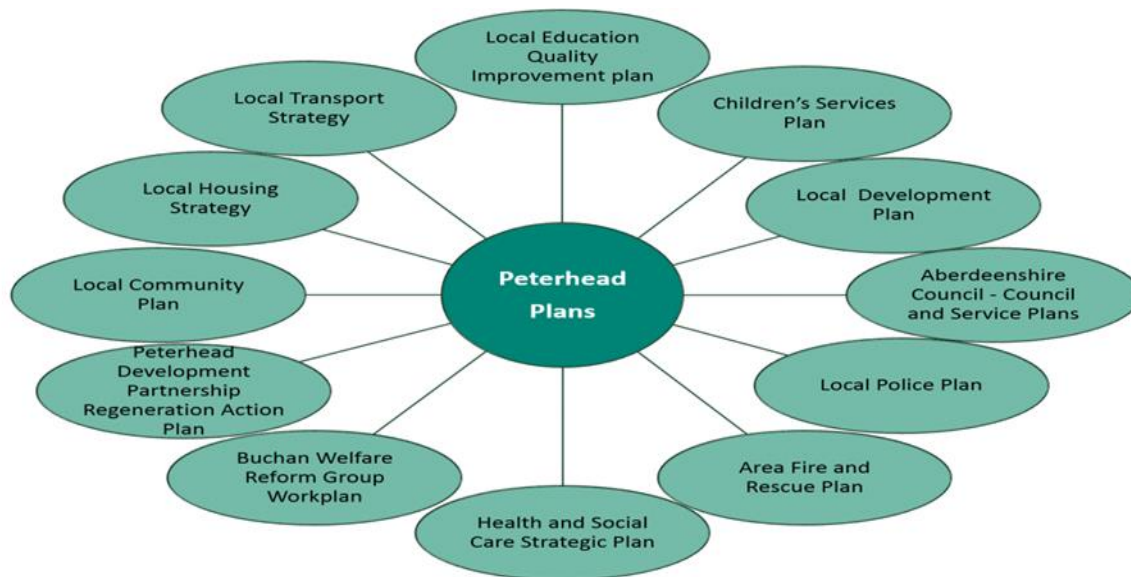 Local Education
Quality
Improvement plan
Children's Services
Plan
Local Development
Plan
Aberdeenshire
Council - Council
and Service Plans
Local Police Plan
Area Fire and
Rescue Plan
Health and Social
Care Strategic Plan
Buchan Welfare
Reform Group
Workplan
Peterhead
Development
Partnership
Regeneration Action
Plan
Local Community
Plan
Local Housing
Strategy
Local Transport
Strategy
Peterhead
Plans